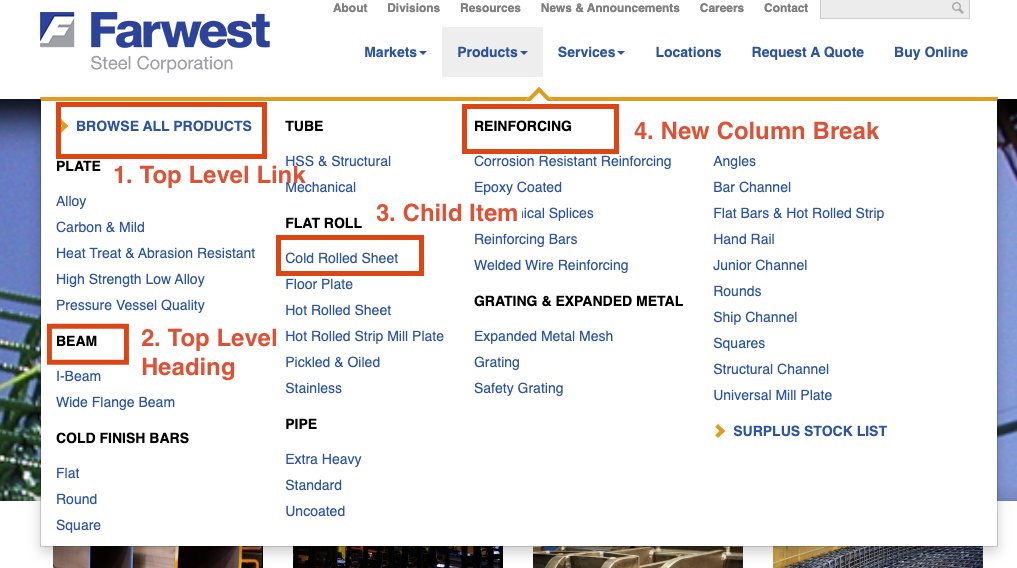 About Divisions Resources News & Announcements Careers Contact
Farwest
Steel Corporation
Markets Products Services Locations Request A Quote Buy Online
BROWSE ALL PRODUCTS
1. Top Level Link
PLATE
Alloy
Carbon & Mild
Heat Treat & Abrasion Resistant
High Strength Low Alloy
Pressure Vessel Quality
BEAM
2. Top Level
Heading
I-Beam
Wide Flange Beam
COLD FINISH BARS
Flat
Round
Square
TUBE
HSS & Structural
Mechanical
FLAT ROLL
3. Child Item
Cold Rolled Sheet
Floor Plate
Hot Rolled Sheet
Hot Rolled Strip Mill Plate
Pickled & Oiled
Stainless
PIPE
Extra Heavy
Standard
Uncoated
REINFORCING
4. New Column Break
Corrosion Resistant Reinforcing
Epoxy Coated
Splices
Reinforcing Bars
Welded Wire Reinforcing
GRATING & EXPANDED METAL
Expanded Metal Mesh
Grating
Safety Grating
Angles
Bar Channel
Flat Bars & Hot Rolled Strip
Hand Rail
Junior Channel
Rounds
Ship Channel
Squares
Structural Channel
Universal Mill Plate
SURPLUS STOCK LIST